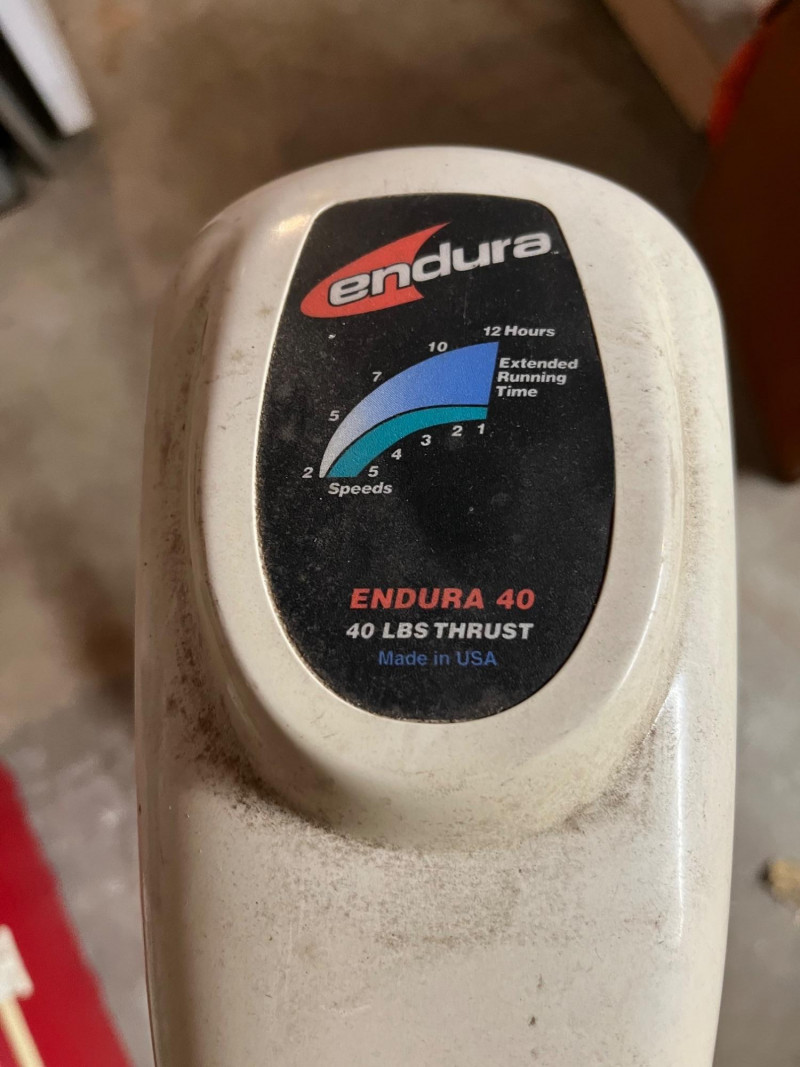 endura
12 Hours
10
7
5
2
Extended
Running
Time
1
2
3
4
5
Speeds
ENDURA 40
40 LBS THRUST
Made in USA